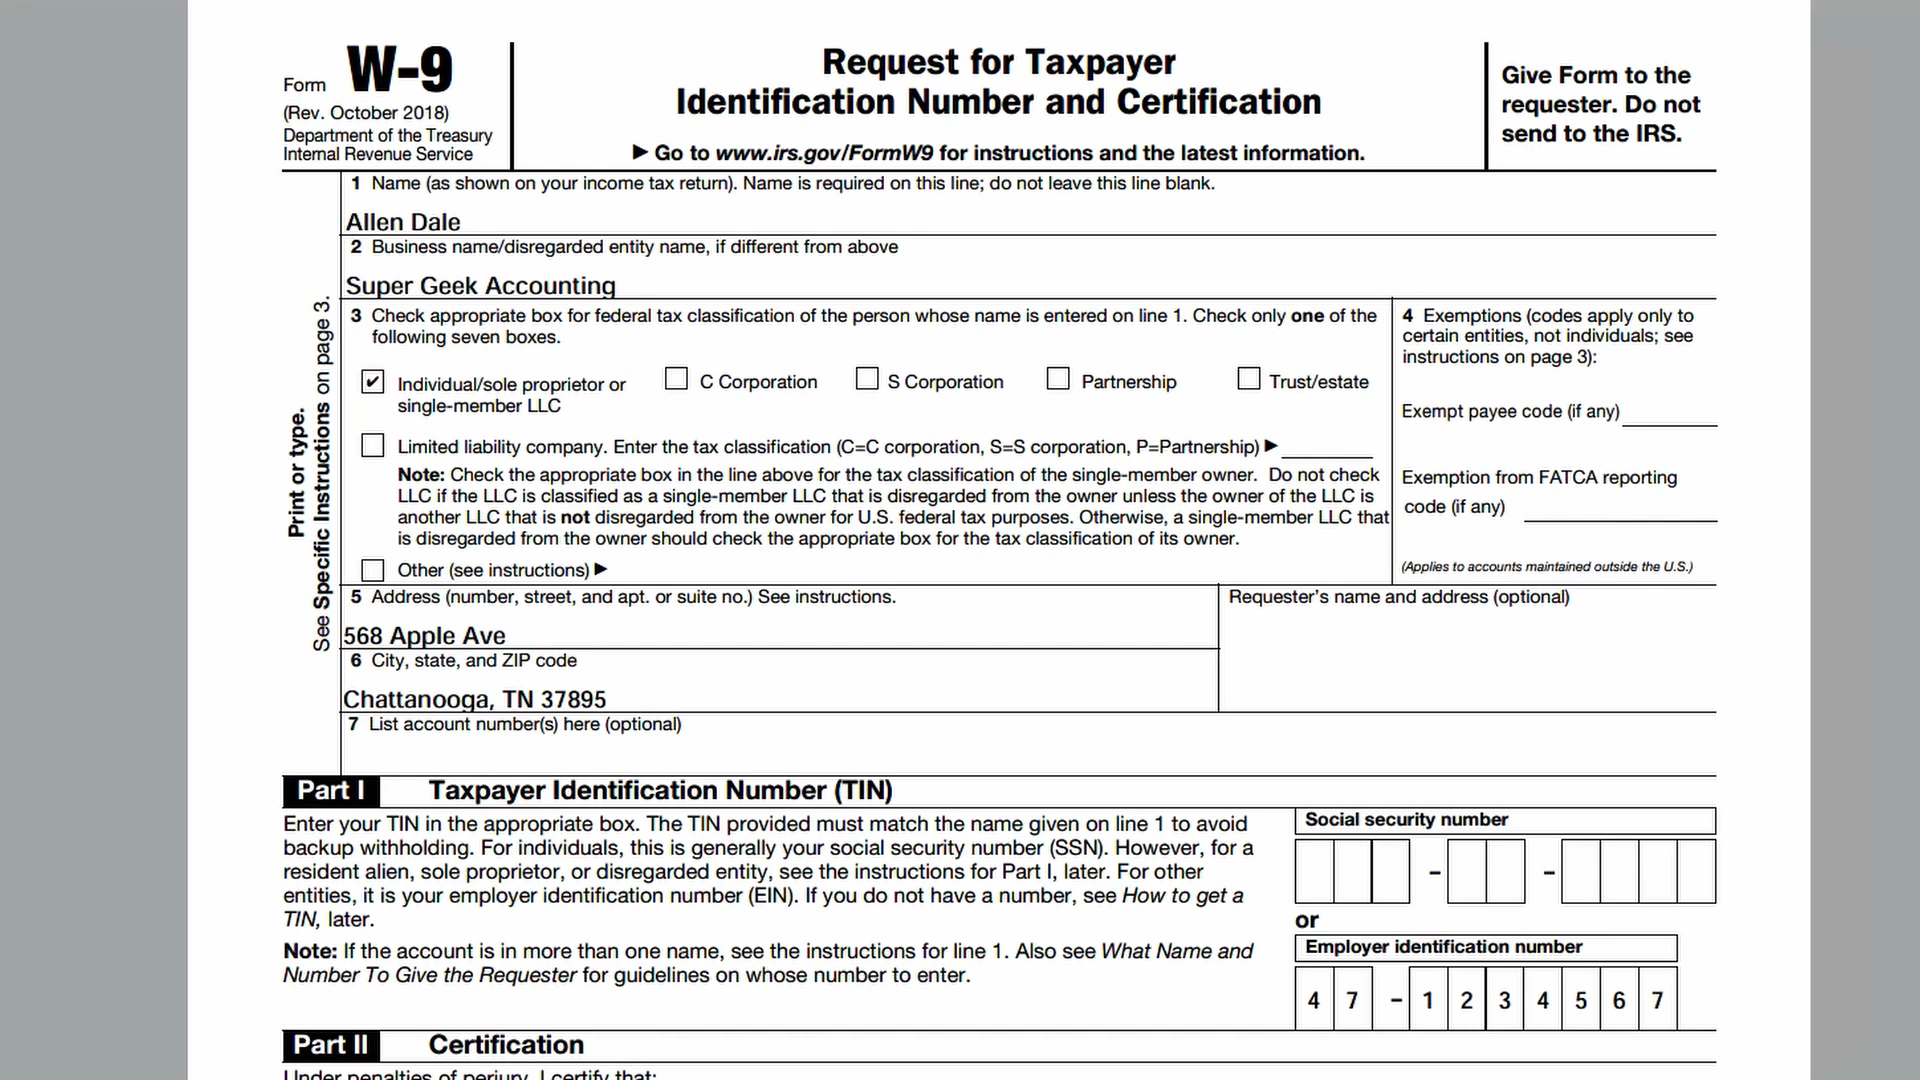 Form W-9
(Rev. October 2018)
Department of the Treasury
Internal Revenue Service
Request for Taxpayer
Identification Number and Certification
► Go to www.irs.gov/FormW9 for instructions and the latest information.
Give Form to the
requester. Do not
send to the IRS.
Print or type.
See Specific Instructions on page 3.
1 Name (as shown on your income tax return). Name is required on this line; do not leave this line blank.
Allen Dale
2 Business name/disregarded entity name, if different from above
Super Geek Accounting
3 Check appropriate box for federal tax classification of the person whose name is entered on line 1. Check only one of the
following seven boxes.
✔ Individual/sole proprietor or
single-member LLC
C Corporation
S Corporation
Partnership
Trust/estate
Limited liability company. Enter the tax classification (C=C corporation, S=S corporation, P=Partnership) ►
Note: Check the appropriate box in the line above for the tax classification of the single-member owner. Do not check
LLC if the LLC is classified as a single-member LLC that is disregarded from the owner unless the owner of the LLC is
another LLC that is not disregarded from the owner for U.S. federal tax purposes. Otherwise, a single-member LLC that
is disregarded from the owner should check the appropriate box for the tax classification of its owner.
Other (see instructions) ►
4 Exemptions (codes apply only to
certain entities, not individuals; see
instructions on page 3):
Exempt payee code (if any)
Exemption from FATCA reporting
code (if any)
(Applies to accounts maintained outside the U.S.)
5 Address (number, street, and apt. or suite no.) See instructions.
568 Apple Ave
6 City, state, and ZIP code
Chattanooga, TN 37895
Requester's name and address (optional)
7 List account number(s) here (optional)
Part I Taxpayer Identification Number (TIN)
Enter your TIN in the appropriate box. The TIN provided must match the name given on line 1 to avoid
backup withholding. For individuals, this is generally your social security number (SSN). However, for a
resident alien, sole proprietor, or disregarded entity, see the instructions for Part I, later. For other
entities, it is your employer identification number (EIN). If you do not have a number, see How to get a
TIN, later.
Note: If the account is in more than one name, see the instructions for line 1. Also see What Name and
Number To Give the Requester for guidelines on whose number to enter.
Social security number
– –
or
Employer identification number
4 7 – 1 2 3 4 5 6 7
Part II Certification
Under penalties of perjury, I certify that: